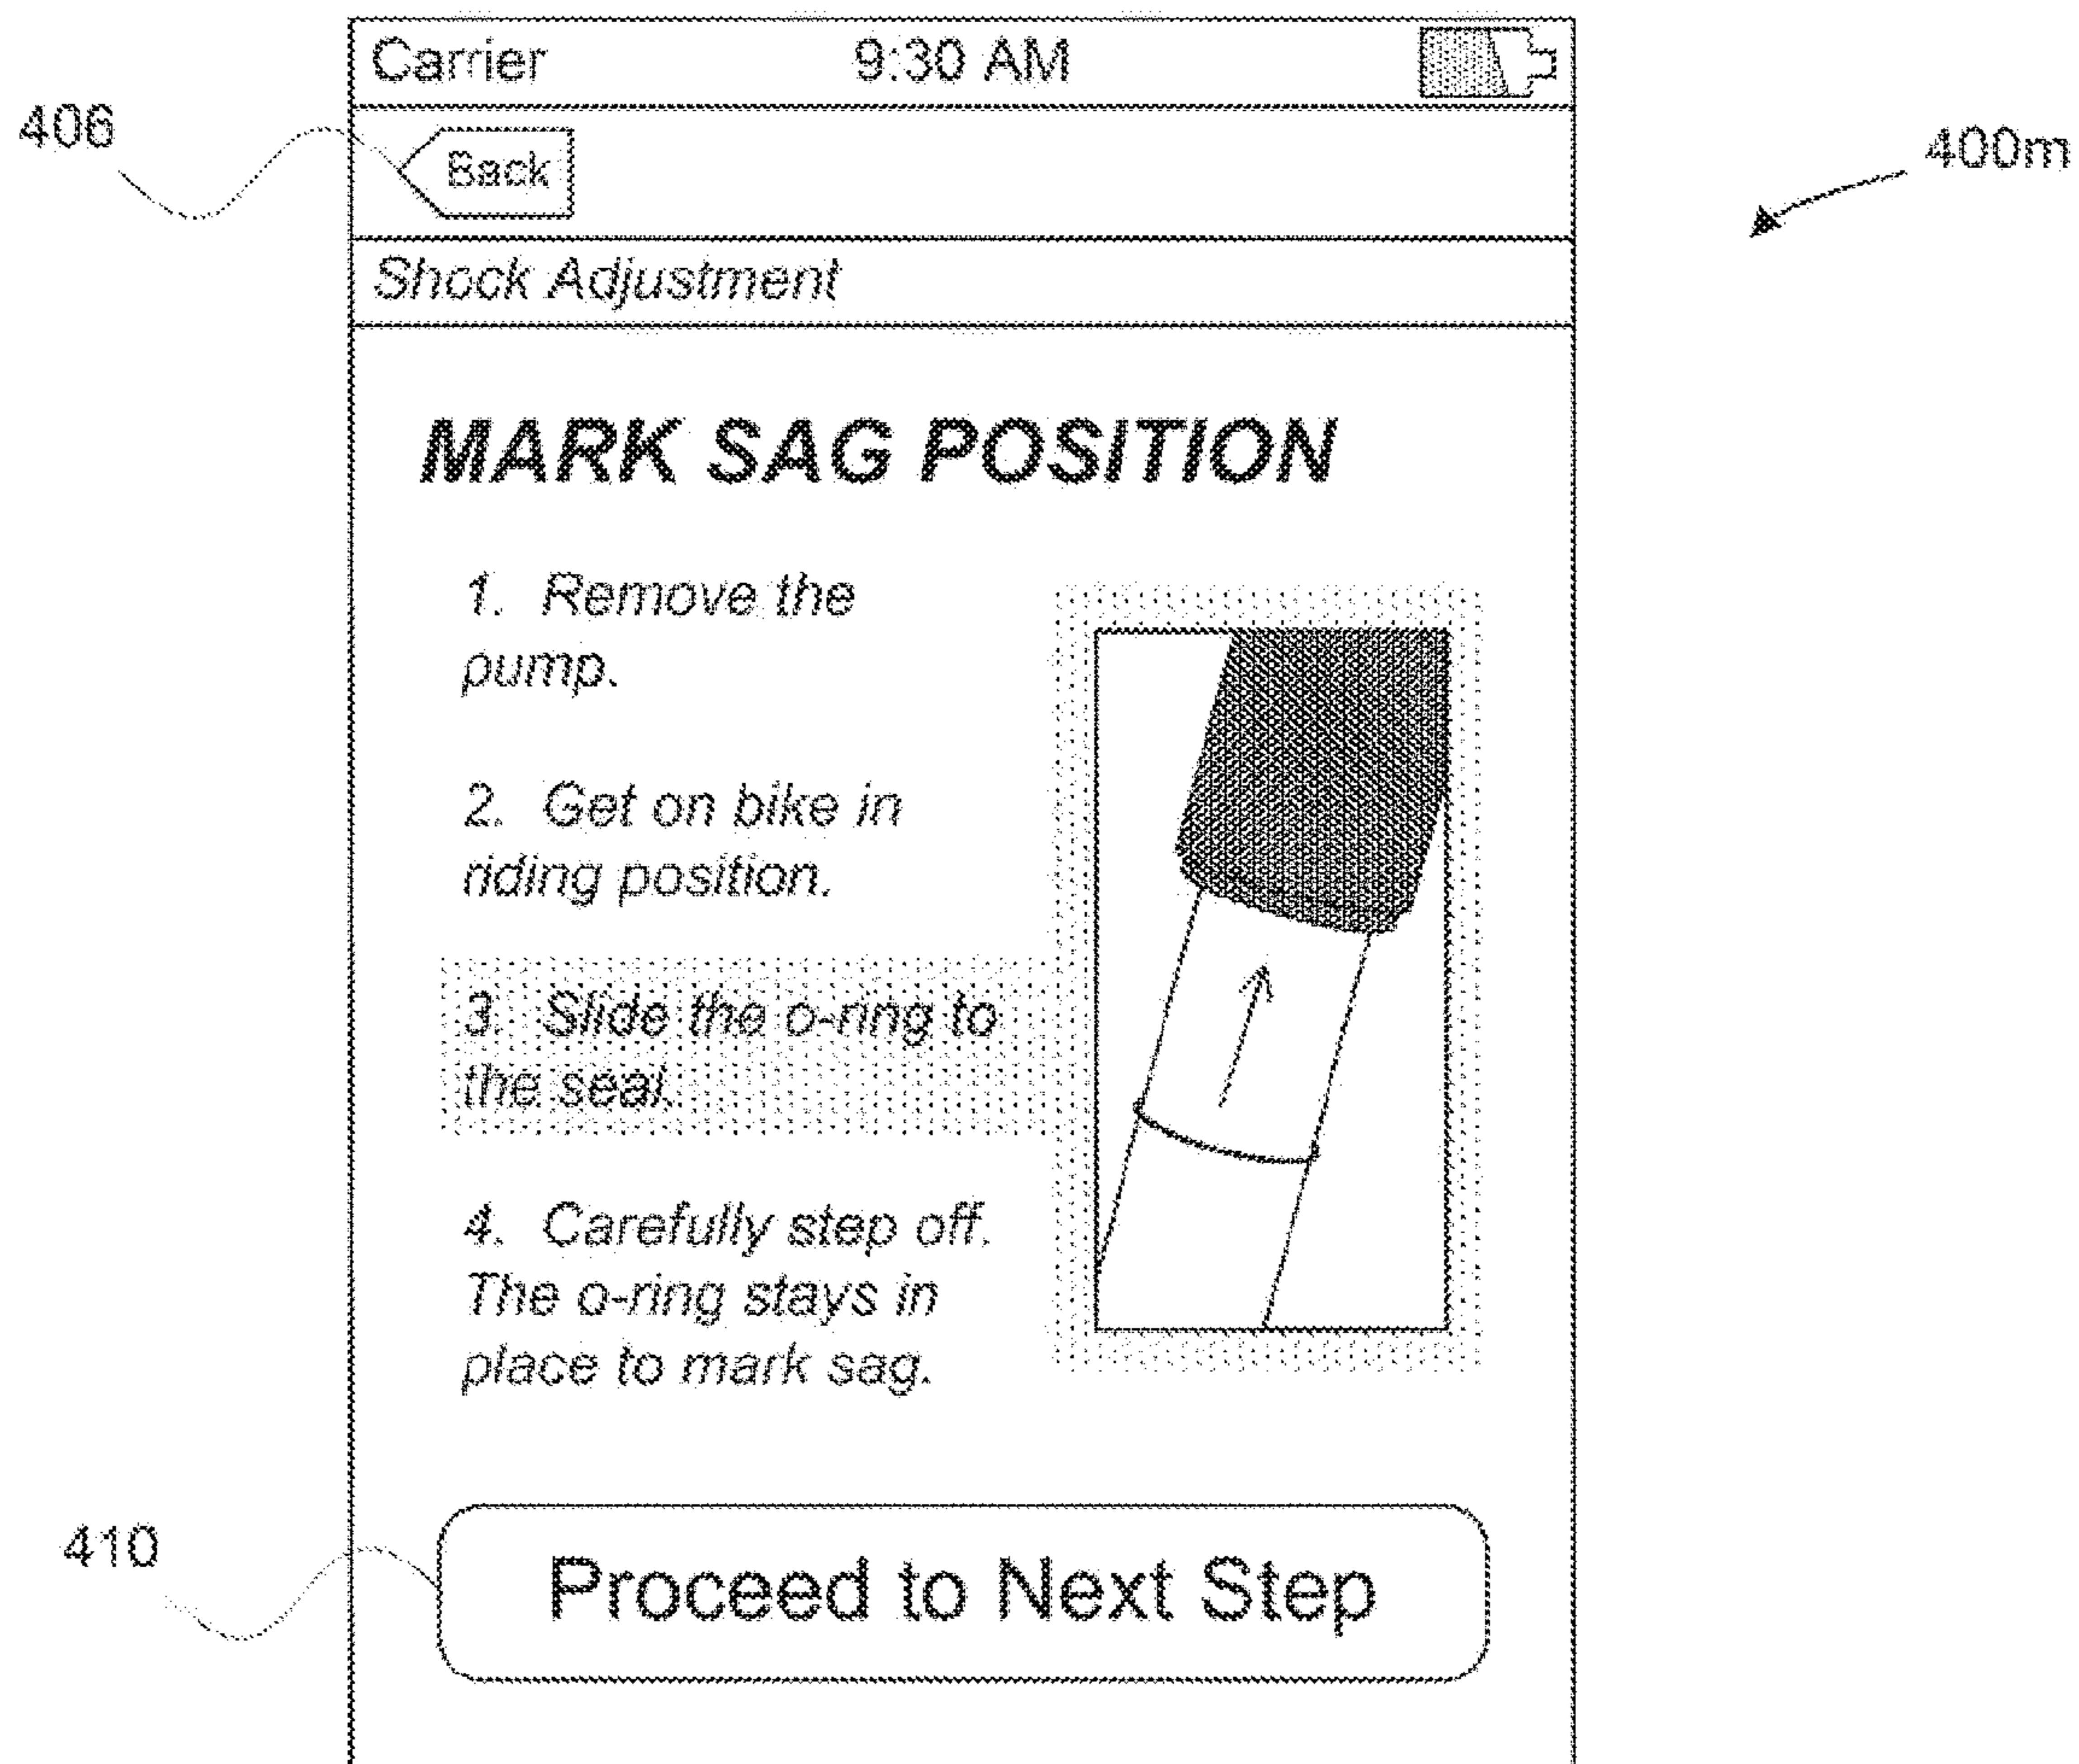 Carrier 9:30 AM
406
Back
400m
Shock Adjustment
MARK SAG POSITION
1. Remove the
pump.
2. Get on bike in
riding position.
3. Slide the o-ring to
the seal.
4. Carefully step off.
The o-ring stays in
place to mark sag.
410
Proceed to Next Step